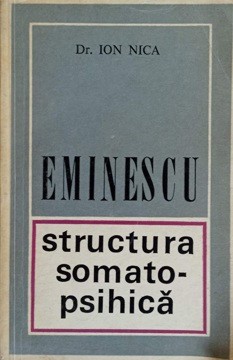 Dr. ION NICA
EMINESCU
structura
somato-
psihică